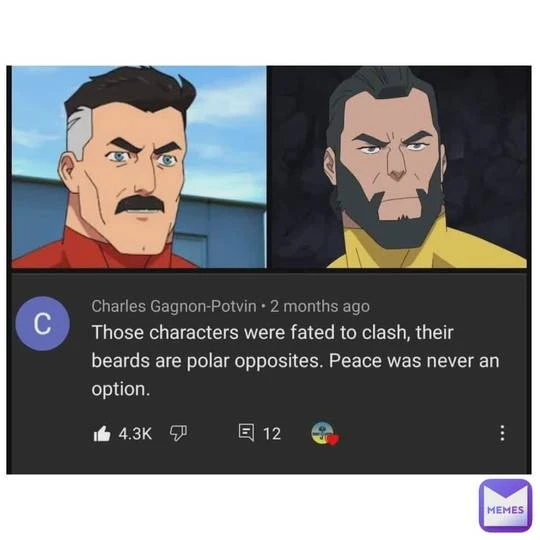 C
Charles Gagnon-Potvin • 2 months ago
Those characters were fated to clash, their
beards are polar opposites. Peace was never an
option.
4.3K 12
MEMES